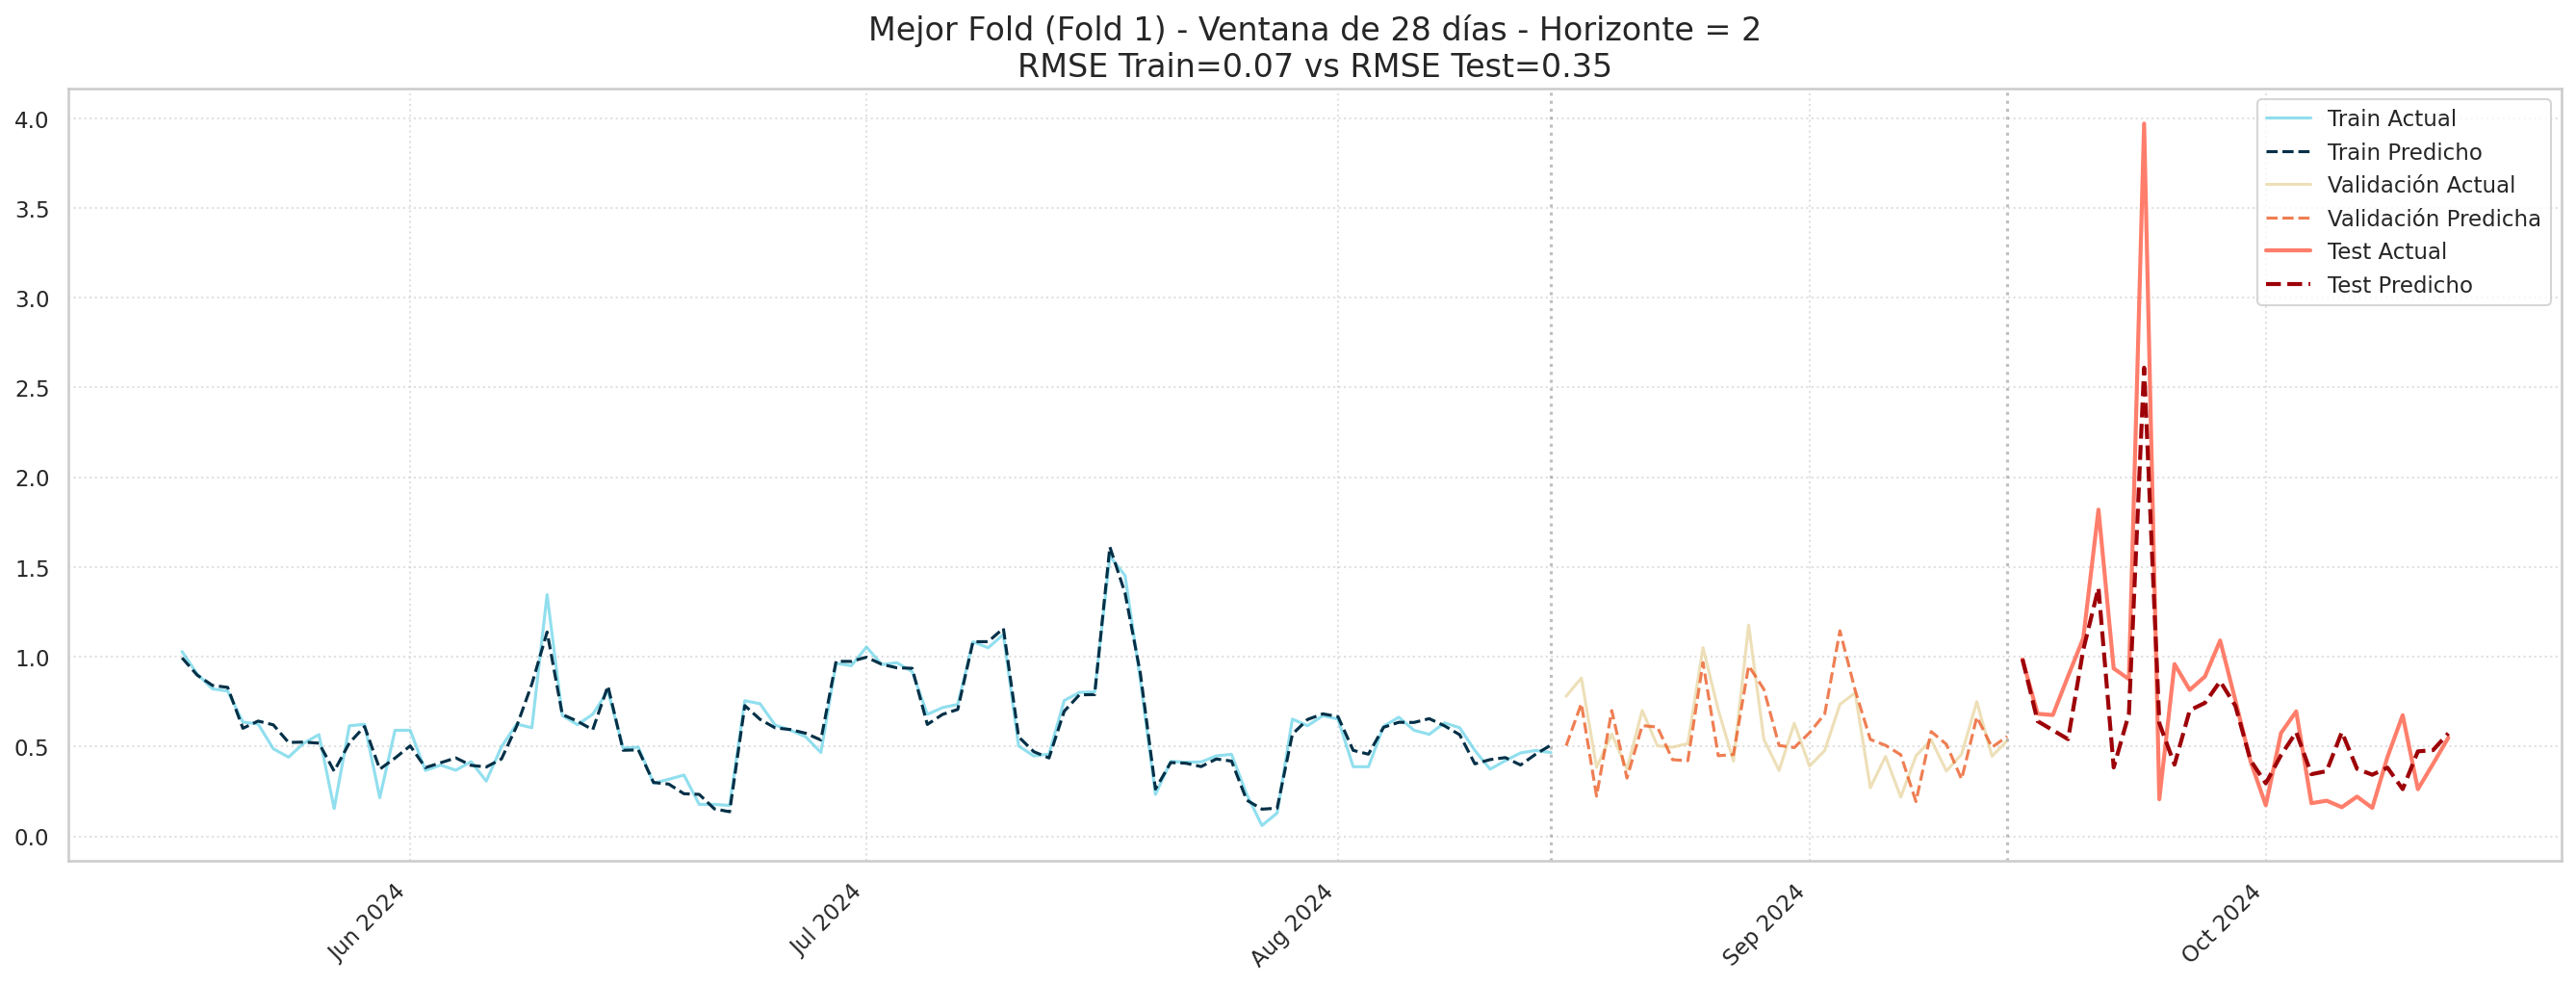 Mejor Fold (Fold 1) - Ventana de 28 días - Horizonte = 2
RMSE Train=0.07 vs RMSE Test=0.35
4.0
3.5
3.0
2.5
2.0
1.5
1.0
0.5
0.0
Train Actual
Train Predicho
Validación Actual
Validación Predicha
Test Actual
Test Predicho
Jun 2024
Jul 2024
Aug 2024
Sep 2024
Oct 2024